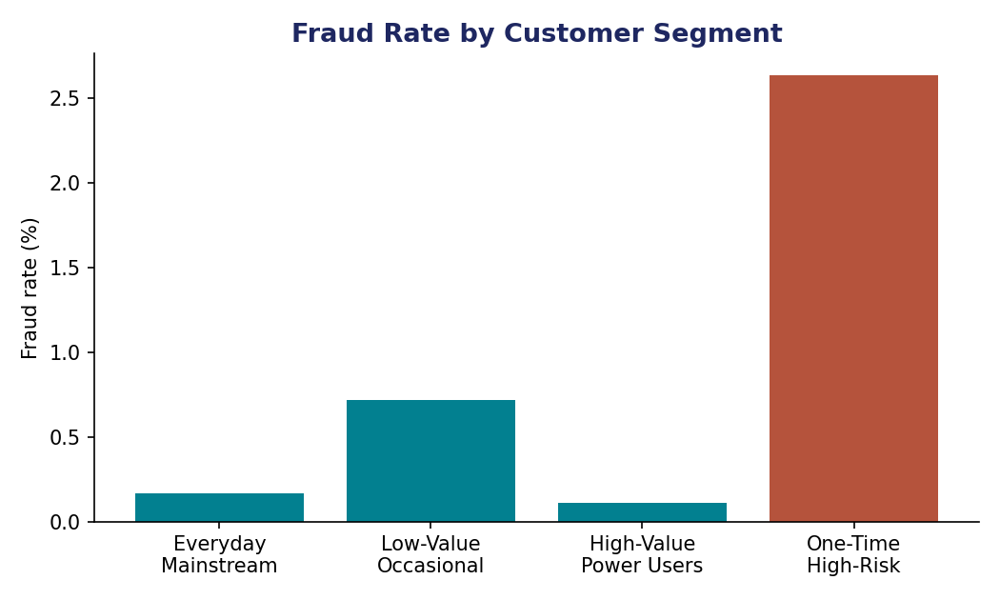 Fraud Rate by Customer Segment
Fraud rate (%)
2.5
2.0
1.5
1.0
0.5
0.0
Everyday
Mainstream
Low-Value
Occasional
High-Value
Power Users
One-Time
High-Risk